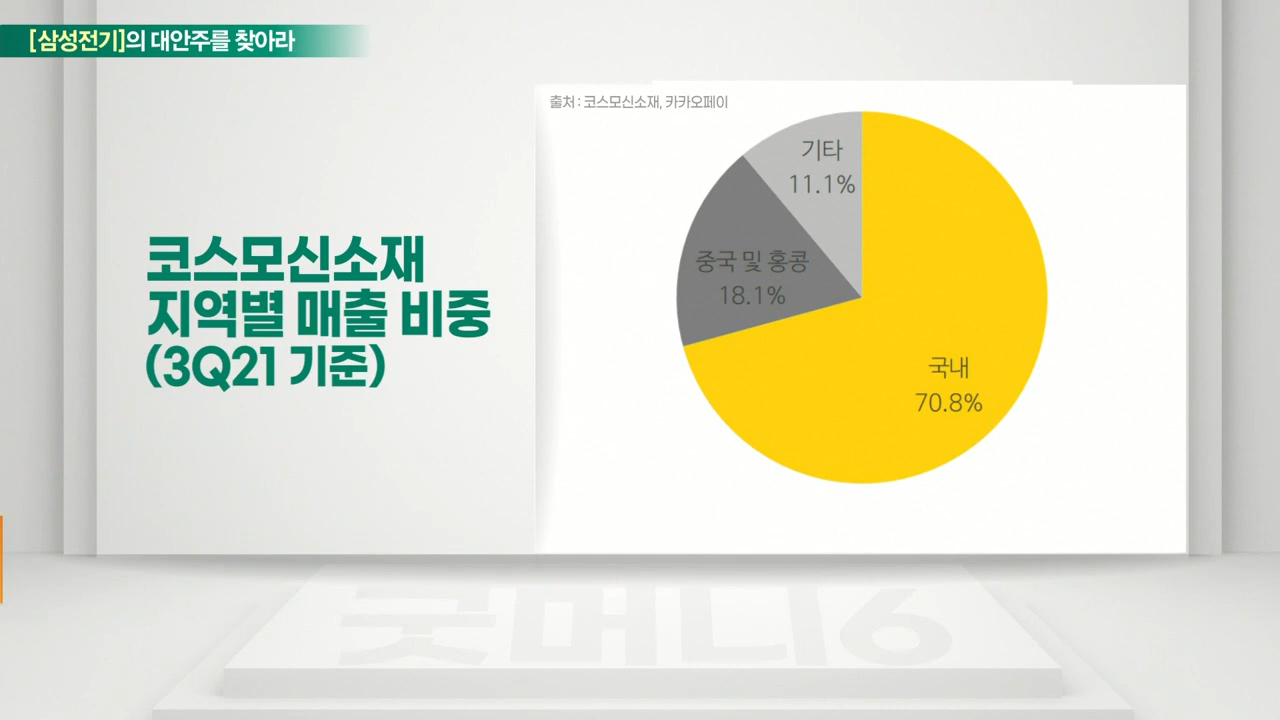 [삼성전기]의 대안주를 찾아라
출처 : 코스모신소재, 카카오페이
코스모신소재
지역별 매출 비중
(3Q21 기준)
기타
11.1%
중국 및 홍콩
18.1%
국내
70.8%
굿머니6